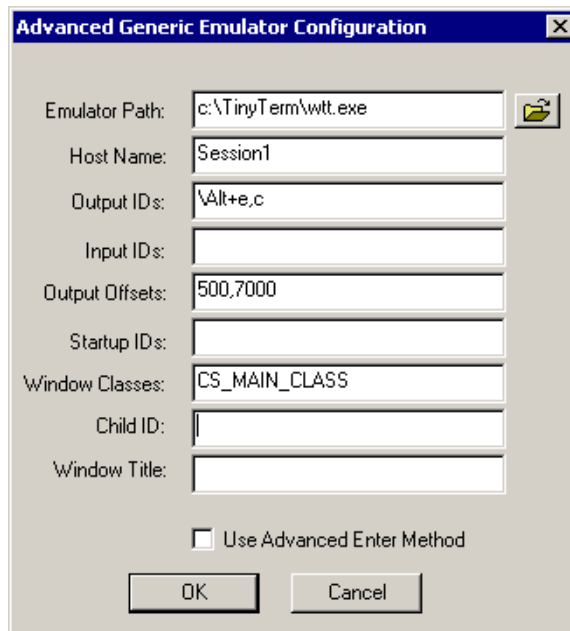 Advanced Generic Emulator Configuration
Emulator Path: c:\TinyTerm\wtt.exe
Host Name: Session1
Output IDs: \Alt+e,c
Input IDs:
Output Offsets: 500,7000
Startup IDs:
Window Classes: CS_MAIN_CLASS
Child ID:
Window Title:
Use Advanced Enter Method
OK Cancel